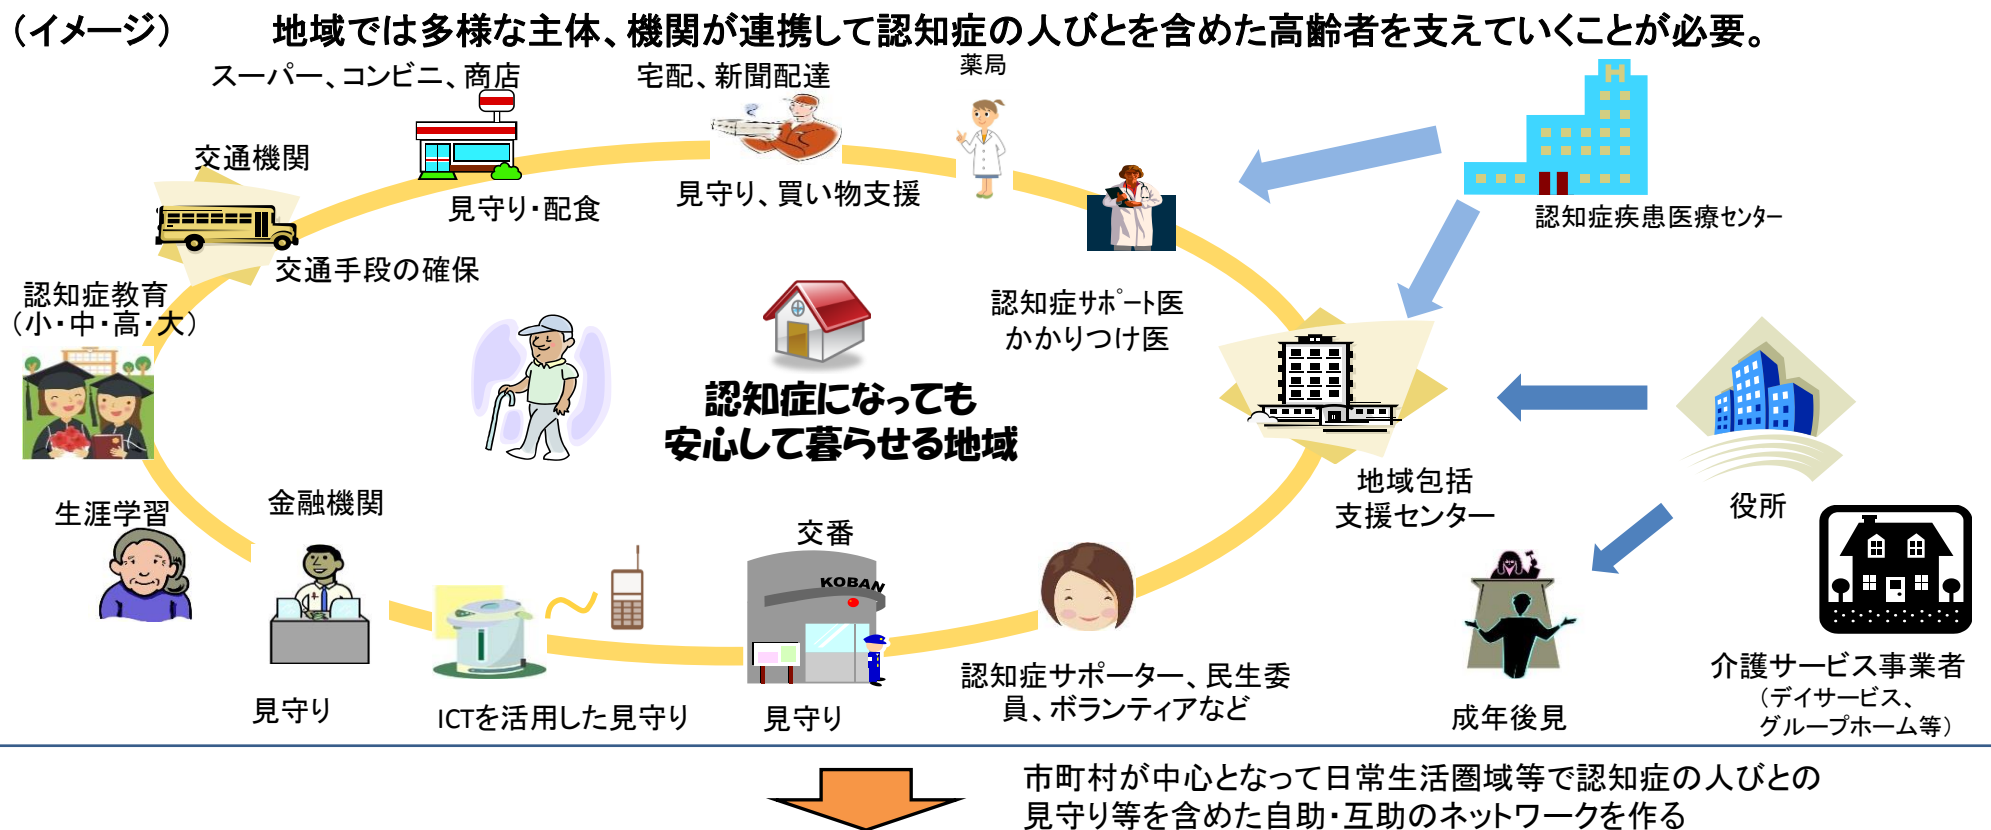 （イメージ）　地域では多様な主体、機関が連携して認知症の人びとを含めた高齢者を支えていくことが必要。
スーパー、コンビニ、商店
宅配、新聞配達
薬局
交通機関
見守り・配食
見守り、買い物支援
H
認知症疾患医療ｾﾝﾀｰ
交通手段の確保
認知症教育
（小・中・高・大）
認知症ｻﾎﾟｰﾄ医
かかりつけ医
認知症になっても
安心して暮らせる地域
地域包括
支援センター
役所
生涯学習
金融機関
交番
KOBAN
見守り
ICTを活用した見守り
見守り
認知症サポーター、民生委
員、ボランティアなど
成年後見
介護サービス事業者
（デイサービス、
グループホーム等）
市町村が中心となって日常生活圏域等で認知症の人びとの
見守り等を含めた自助・互助のネットワークを作る